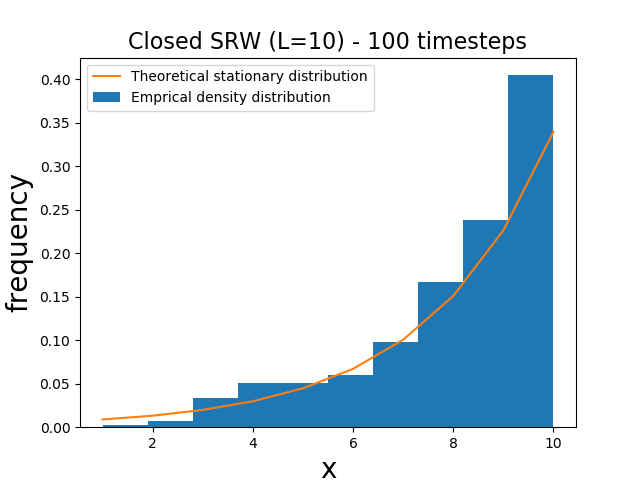 Closed SRW (L=10) - 100 timesteps
Theoretical stationary distribution
Emprical density distribution
frequency
0.40
0.35
0.30
0.25
0.20
0.15
0.10
0.05
0.00
2 4 6 8 10
x